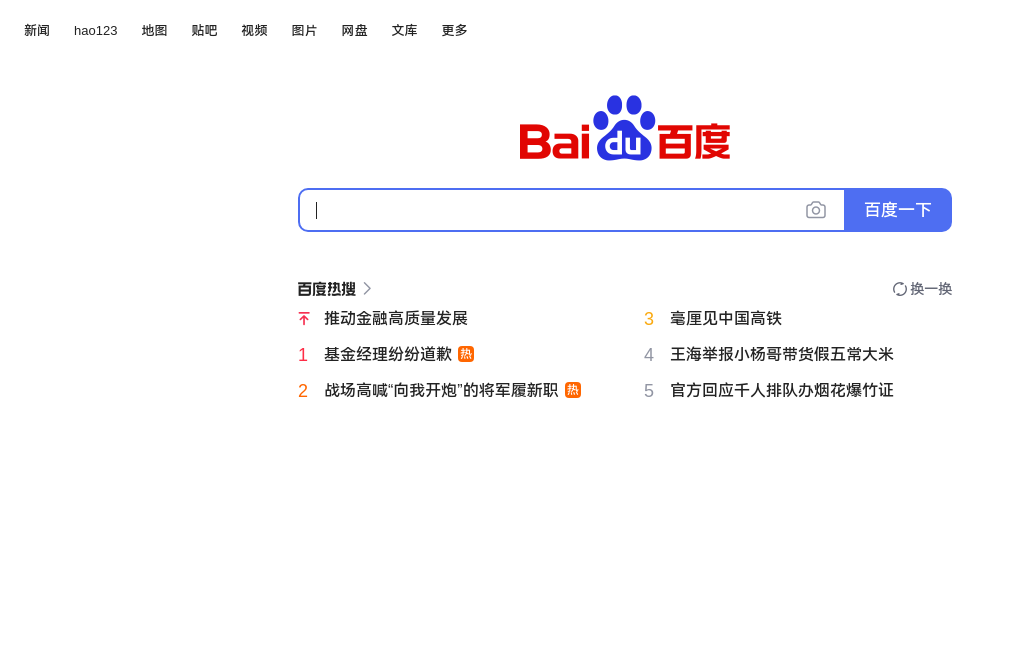 新闻 hao123 地图 贴吧 视频 图片 网盘 文库 更多
Bai du 百度
百度一下
百度热搜 换一换
推动金融高质量发展
3 毫厘见中国高铁
1 基金经理纷纷道歉 热
4 王海举报小杨哥带货假五常大米
2 战场高喊“向我开炮”的将军履新职 热
5 官方回应千人排队办烟花爆竹证